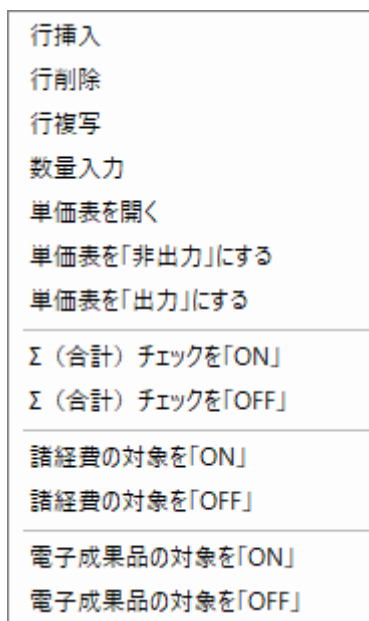 行挿入
行削除
行複写
数量入力
単価表を開く
単価表を「非出力」にする
単価表を「出力」にする
Σ（合計）チェックを「ON」
Σ（合計）チェックを「OFF」
諸経費の対象を「ON」
諸経費の対象を「OFF」
電子成果品の対象を「ON」
電子成果品の対象を「OFF」